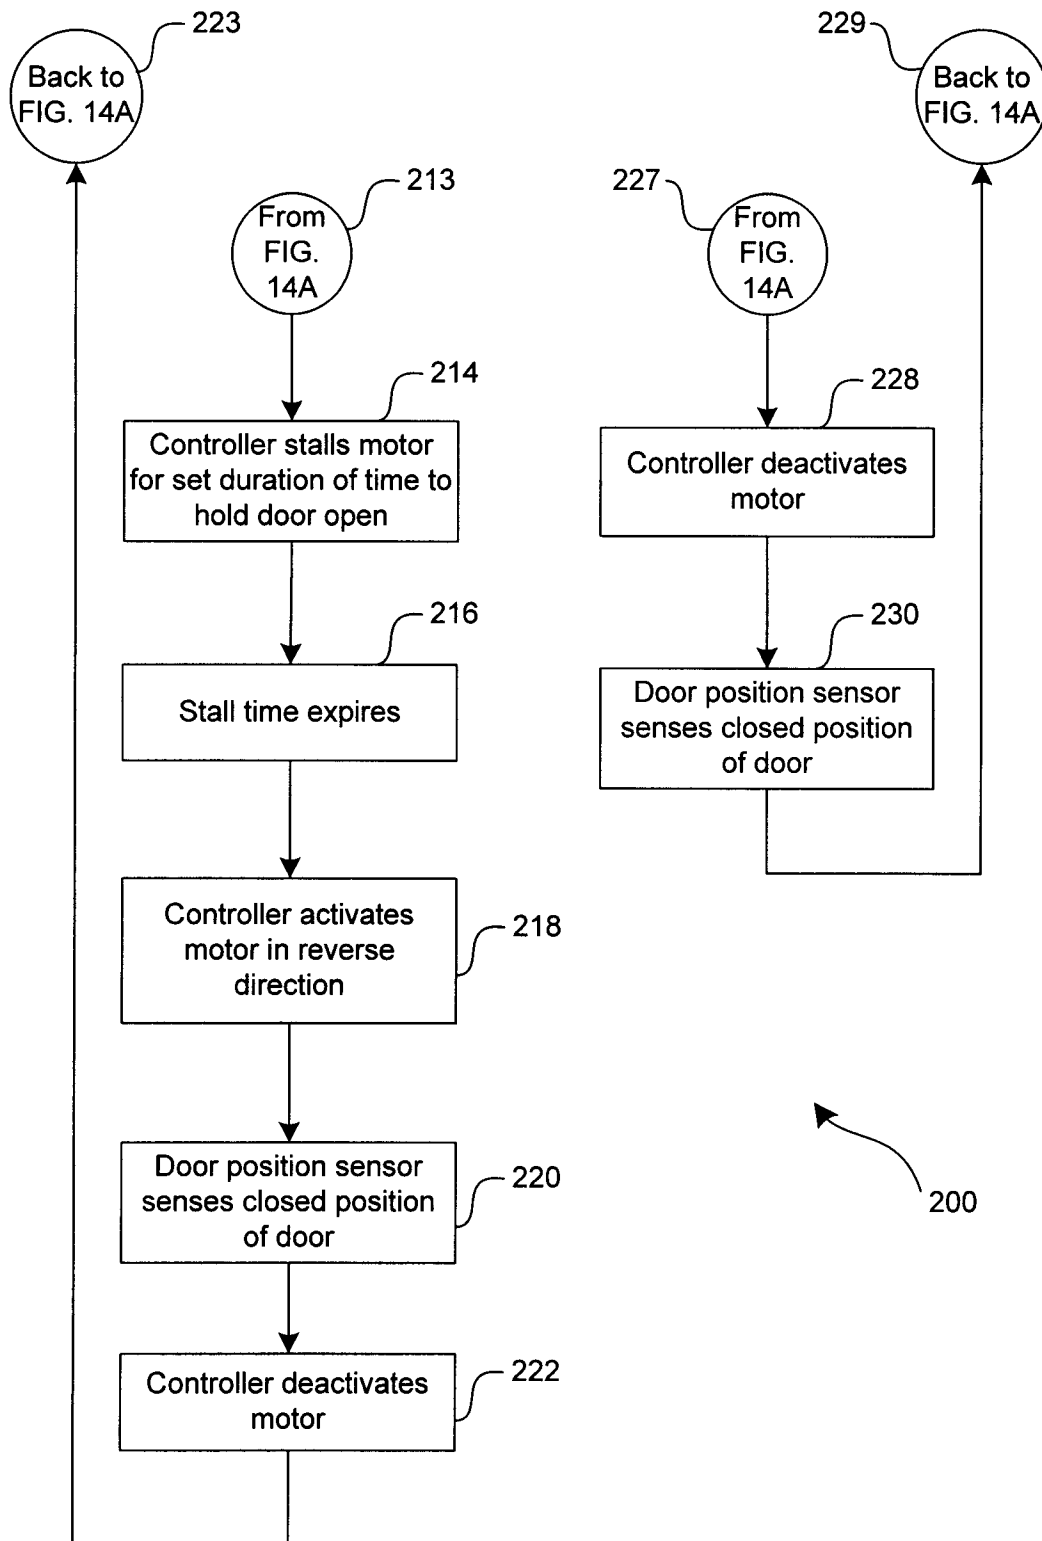 223
Back to
FIG. 14A
229
Back to
FIG. 14A
213
From
FIG.
14A
227
From
FIG.
14A
214
Controller stalls motor
for set duration of time to
hold door open
228
Controller deactivates
motor
216
Stall time expires
230
Door position sensor
senses closed position
of door
Controller activates
motor in reverse
direction
218
Door position sensor
senses closed position
of door
220
200
Controller deactivates
motor
222